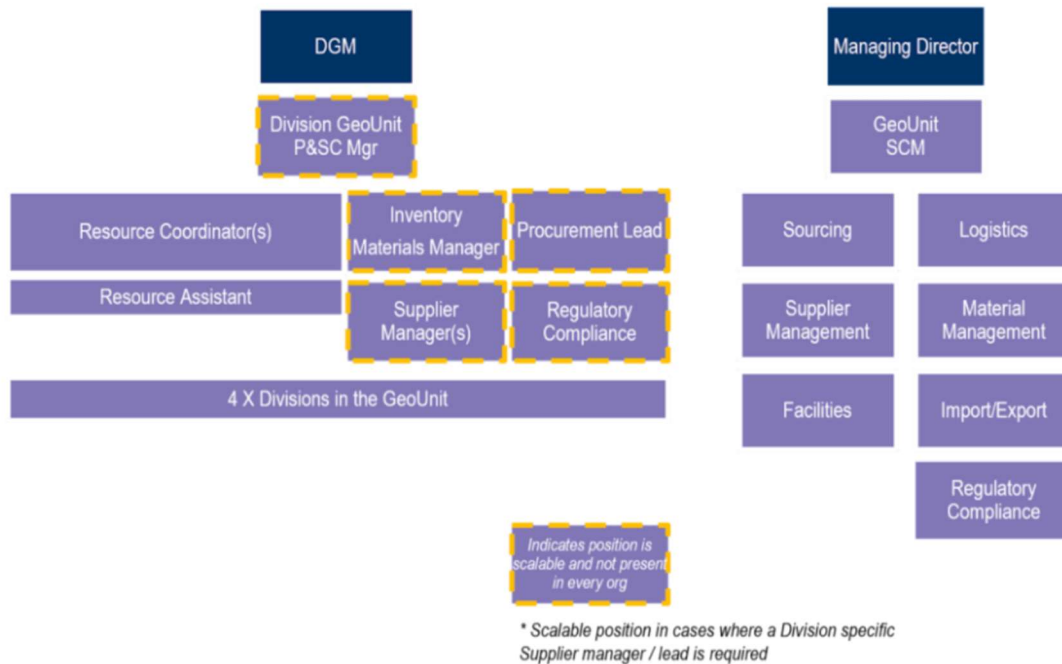 DGM
Managing Director
Division GeoUnit
P&SC Mgr
GeoUnit
SCM
Resource Coordinator(s)
Inventory
Materials Manager
Procurement Lead
Sourcing
Logistics
Resource Assistant
Supplier
Manager(s)
Regulatory
Compliance
Supplier
Management
Material
Management
4 X Divisions in the GeoUnit
Facilities
Import/Export
Regulatory
Compliance
Indicates position is
scalable and not present
in every org
* Scalable position in cases where a Division specific
Supplier manager / lead is required